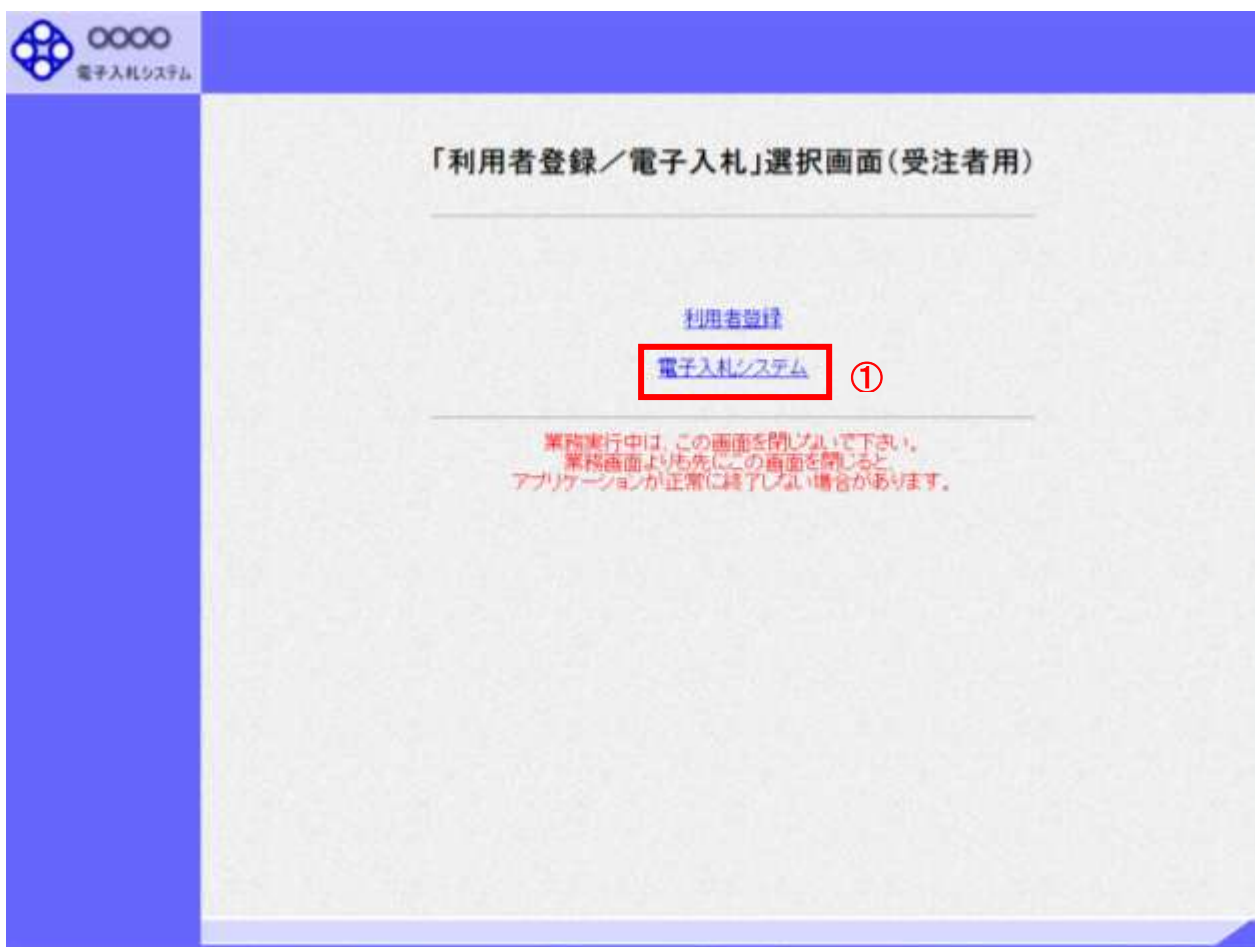 ○○○○
電子入札システム
「利用者登録／電子入札」選択画面(受注者用)
利用者登録
電子入札システム
①
業務実行中は、この画面を閉じないで下さい。
業務画面よりも先にこの画面を閉じると
アプリケーションが正常に終了しない場合があります。